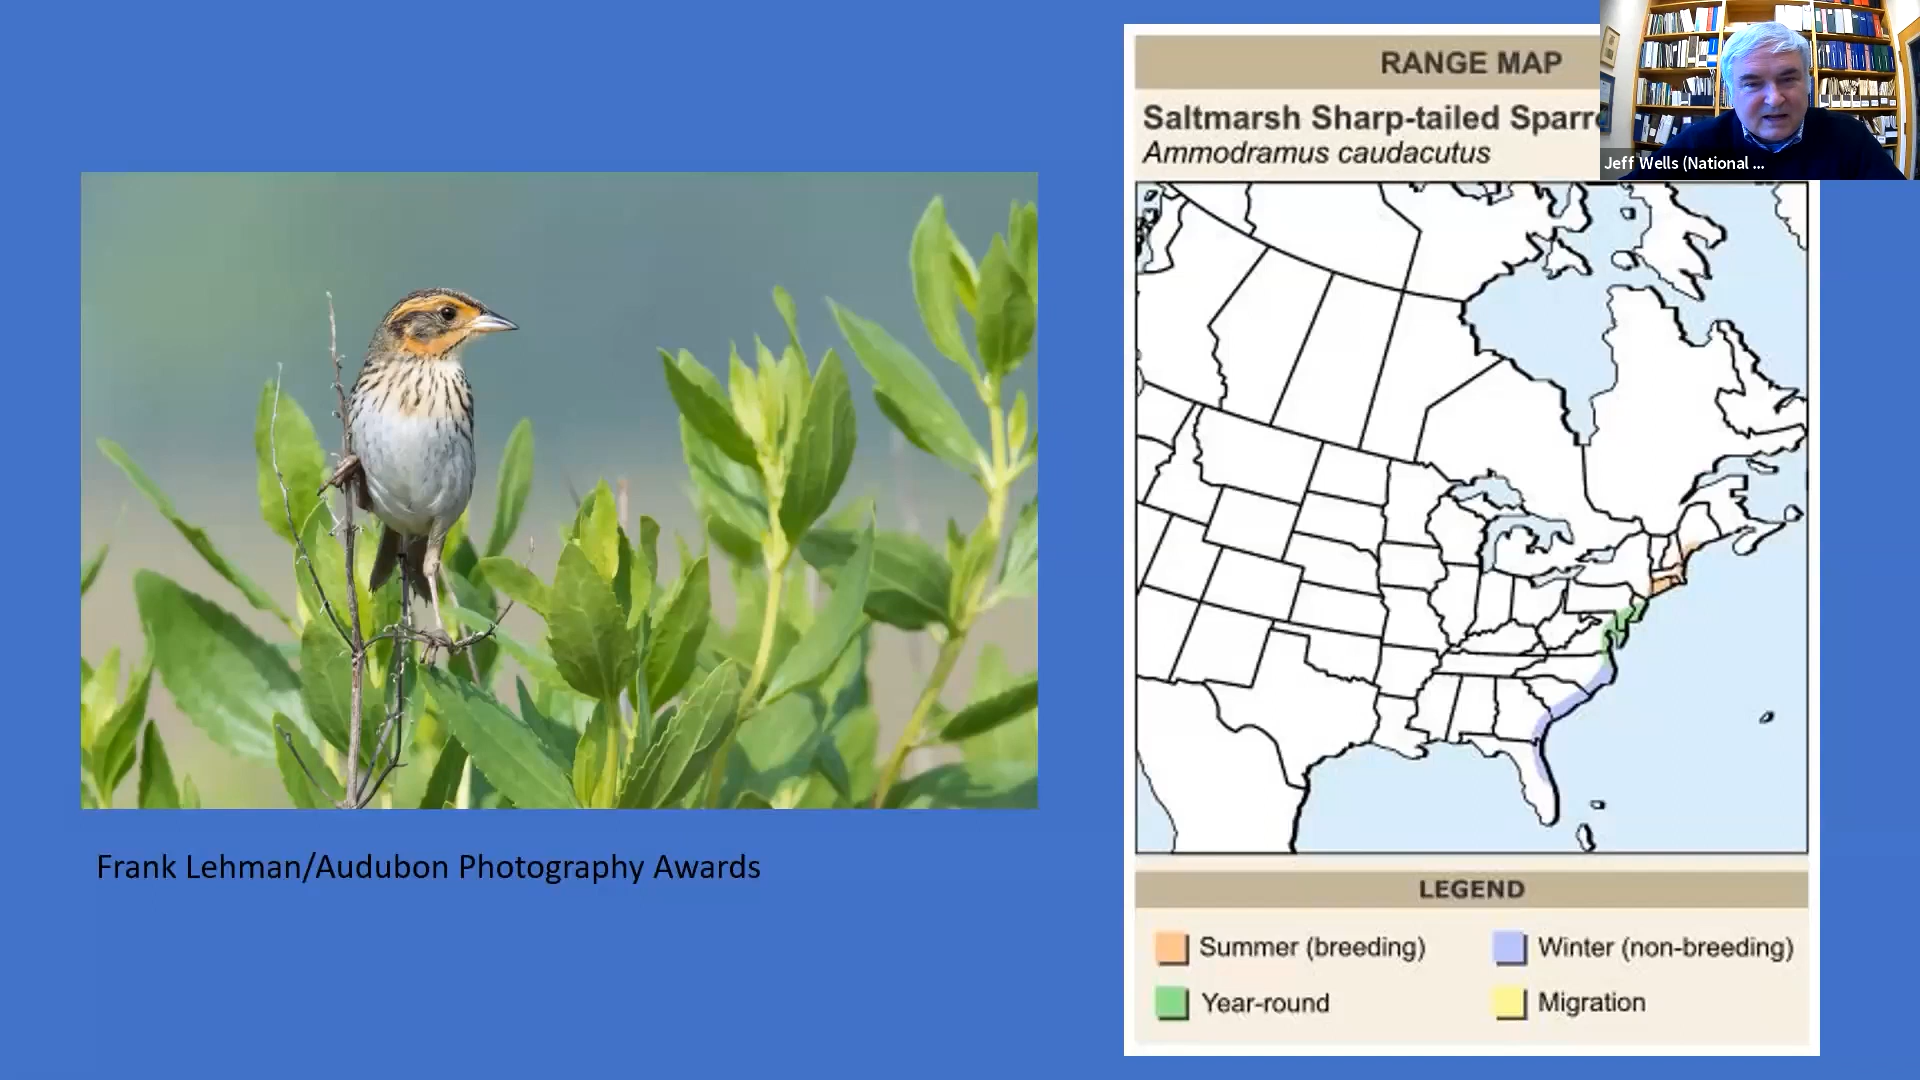 RANGE MAP
Saltmarsh Sharp-tailed Sparr
Ammodramus caudacutus
Jeff Wells (National ...
Frank Lehman/Audubon Photography Awards
LEGEND
Summer (breeding)
Winter (non-breeding)
Year-round
Migration